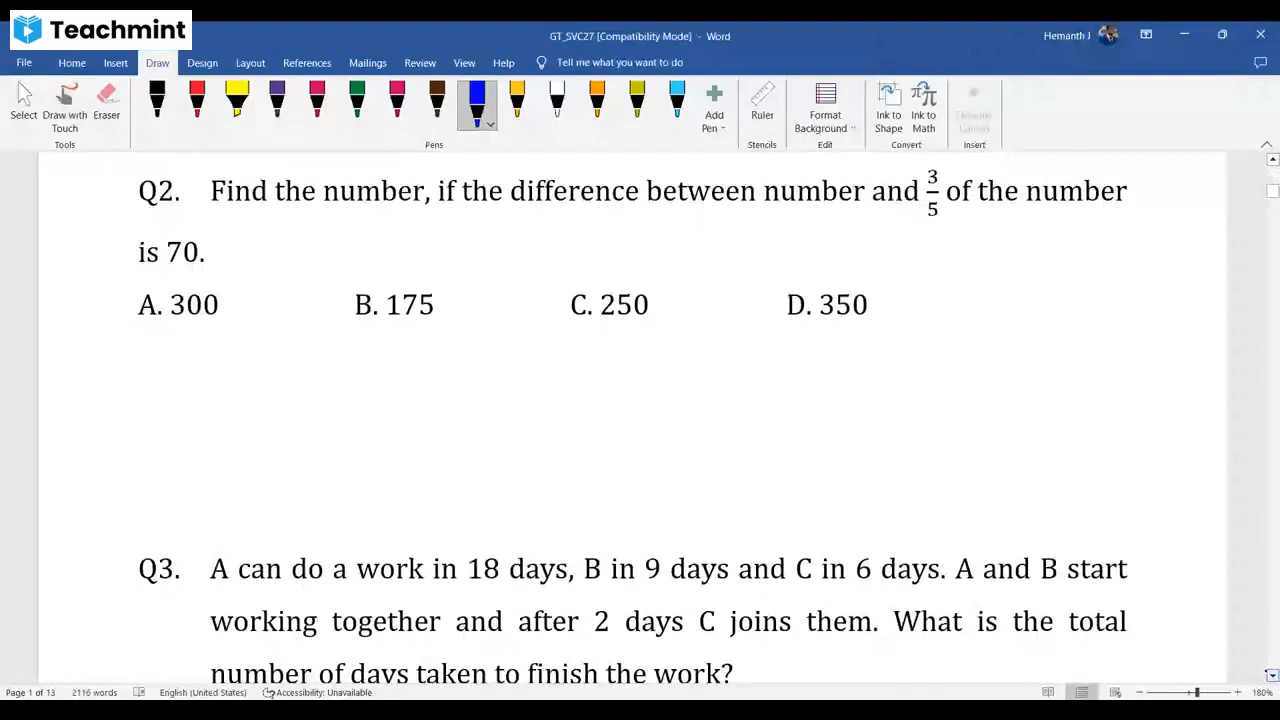 Teachmint
GT_SVC27 [Compatibility Mode] - Word
Hemanth J
File Home Insert Draw Design Layout References Mailings Review View Help Tell me what you want to do
Select
Draw with Touch
Eraser
Add Pen
Ruler
Format Background
Ink to Shape
Ink to Math
Tools
Pens
Stencils
Edit
Convert
Insert
Q2. Find the number, if the difference between number and 3/5 of the number
is 70.
A. 300 B. 175 C. 250 D. 350
Q3. A can do a work in 18 days, B in 9 days and C in 6 days. A and B start
working together and after 2 days C joins them. What is the total
number of days taken to finish the work?
Page 1 of 13 2116 words English (United States) Accessibility: Unavailable 180%